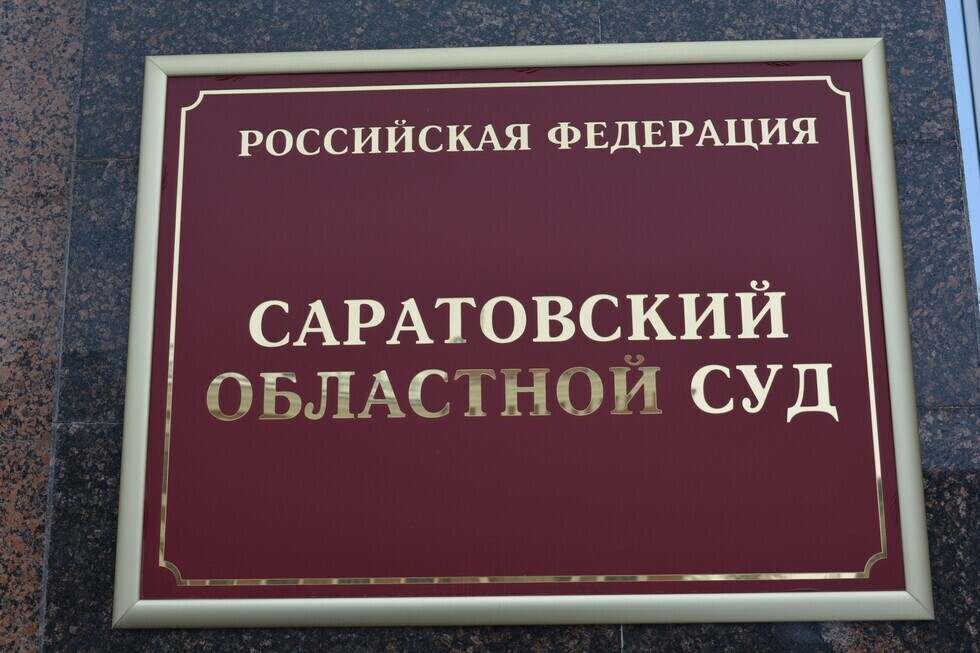 РОССИЙСКАЯ ФЕДЕРАЦИЯ
САРАТОВСКИЙ
ОБЛАСТНОЙ СУД